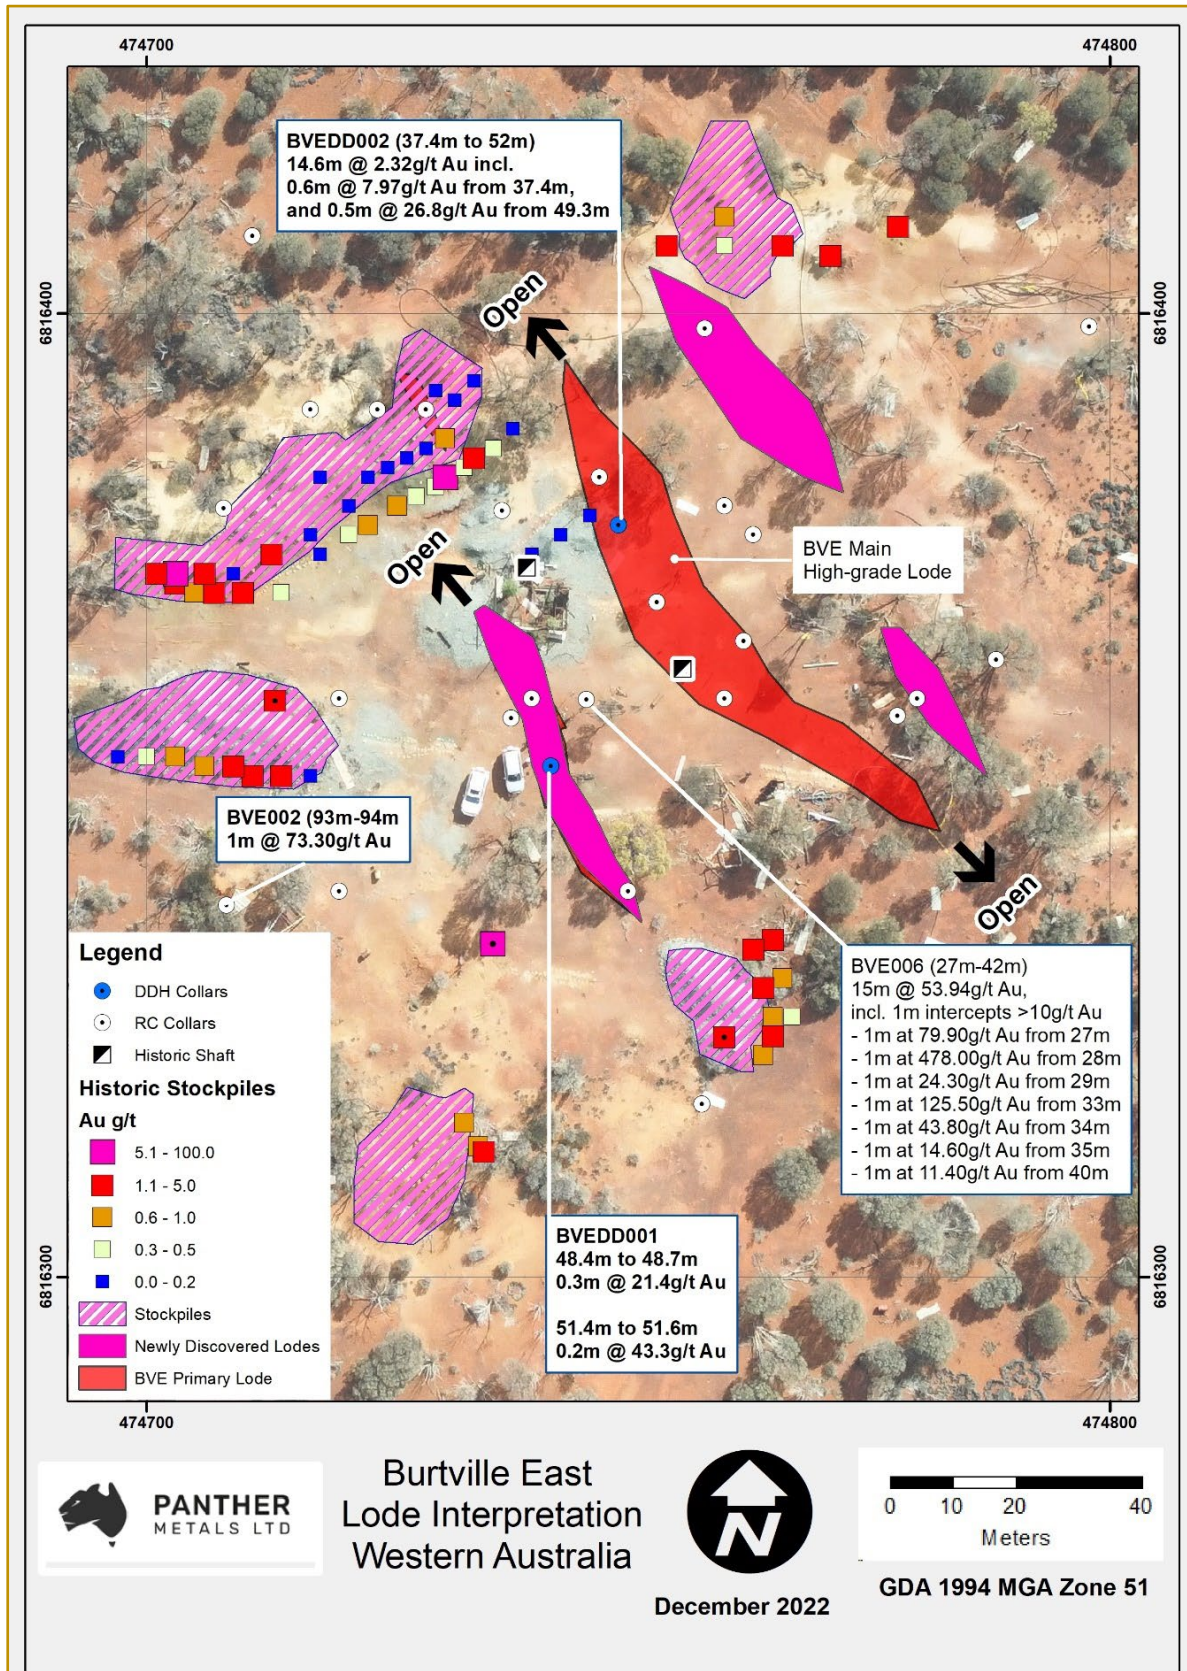 474700
474800
BVEDD002 (37.4m to 52m)
14.6m @ 2.32g/t Au incl.
0.6m @ 7.97g/t Au from 37.4m,
and 0.5m @ 26.8g/t Au from 49.3m
6816400
Open
6816400
Open
BVE Main
High-grade Lode
BVE002 (93m-94m
1m @ 73.30g/t Au
Open
BVE006 (27m-42m)
15m @ 53.94g/t Au,
incl. 1m intercepts >10g/t Au
- 1m at 79.90g/t Au from 27m
- 1m at 478.00g/t Au from 28m
- 1m at 24.30g/t Au from 29m
- 1m at 125.50g/t Au from 33m
- 1m at 43.80g/t Au from 34m
- 1m at 14.60g/t Au from 35m
- 1m at 11.40g/t Au from 40m
Legend
DDH Collars
RC Collars
Historic Shaft
Historic Stockpiles
Au g/t
5.1 - 100.0
1.1 - 5.0
0.6 - 1.0
0.3 - 0.5
0.0 - 0.2
Stockpiles
Newly Discovered Lodes
BVE Primary Lode
BVEDD001
48.4m to 48.7m
0.3m @ 21.4g/t Au
51.4m to 51.6m
0.2m @ 43.3g/t Au
6816300
6816300
474700
474800
PANTHER
METALS LTD
Burtville East
Lode Interpretation
Western Australia
N
December 2022
0 10 20 40
Meters
GDA 1994 MGA Zone 51